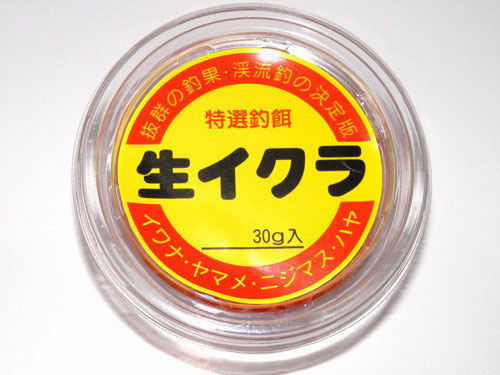 抜群の釣果・渓流釣の決定版
特選釣餌
生イクラ
30g入
イワナ・ヤマメ・ニジマス・ハヤ